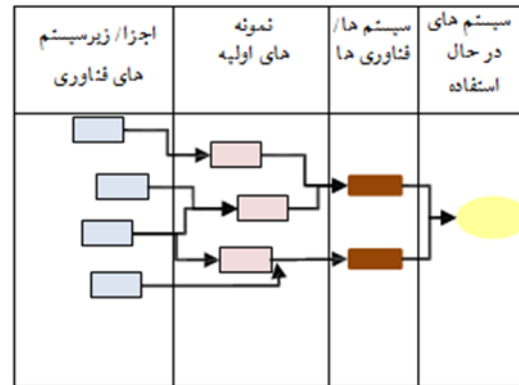 سیستم های
در حال
استفاده
سیستم ها/
فناوری ها
نمونه
های اولیه
اجزا/ زیرسیستم
های فناوری